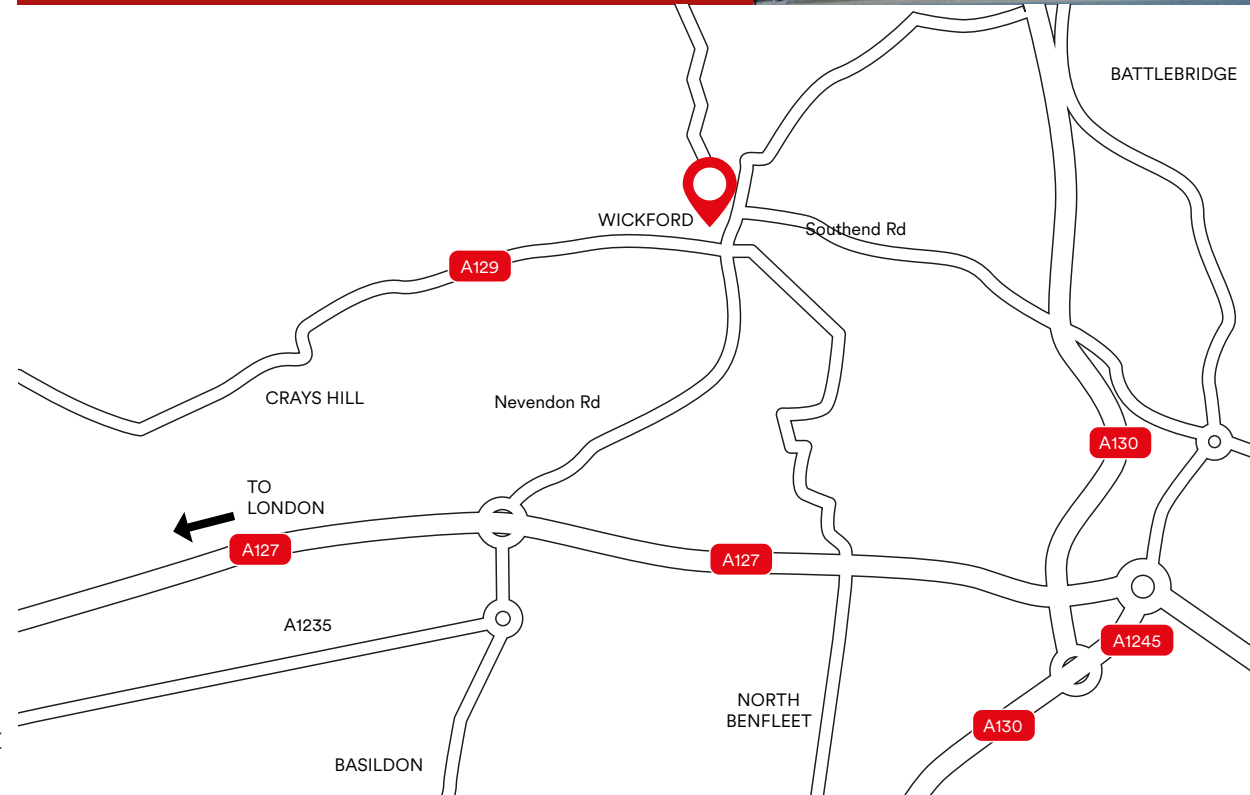 BATTLEBRIDGE
WICKFORD
Southend Rd
A129
CRAYS HILL
Nevendon Rd
A130
TO
LONDON
A127
A127
A1235
A1245
NORTH
BENFLEET
A130
BASILDON